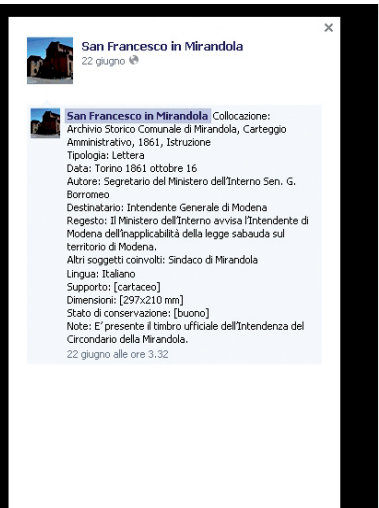 San Francesco in Mirandola
22 giugno
San Francesco in Mirandola Collocazione:
Archivio Storico Comunale di Mirandola, Carteggio
Amministrativo, 1861, Istruzione
Tipologia: Lettera
Data: Torino 1861 ottobre 16
Autore: Segretario del Ministero dell'Interno Sen. G.
Borromeo
Destinatario: Intendente Generale di Modena
Regesto: Il Ministero dell'Interno avvisa l'Intendente di
Modena dell'inapplicabilità della legge sabauda sul
territorio di Modena.
Altri soggetti coinvolti: Sindaco di Mirandola
Lingua: Italiano
Supporto: [cartaceo]
Dimensioni: [297x210 mm]
Stato di conservazione: [buono]
Note: E' presente il timbro ufficiale dell'Intendenza del
Circondario della Mirandola.
22 giugno alle ore 3.32